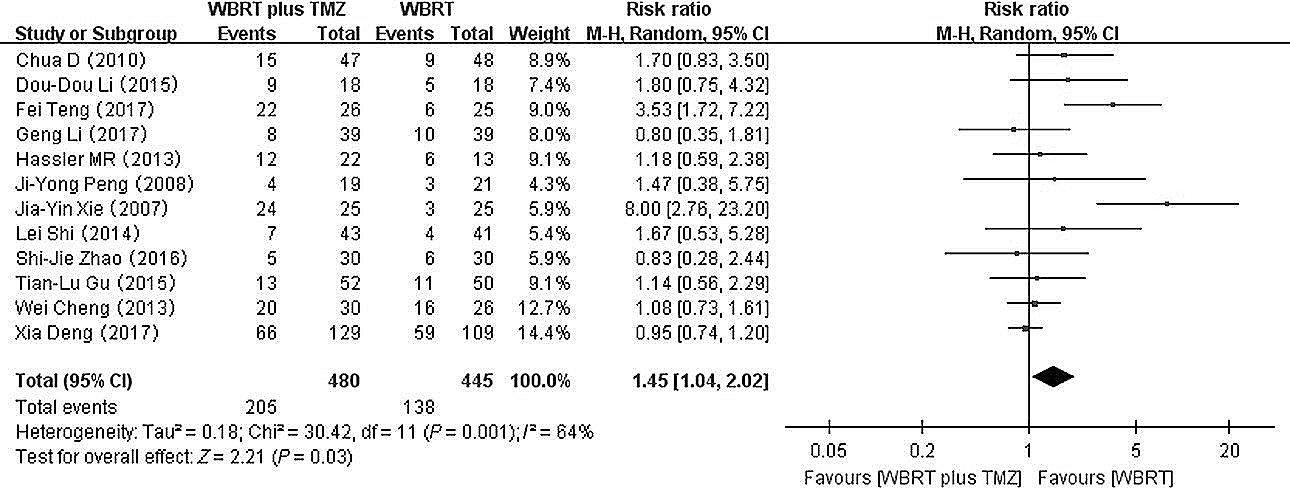 WBRT plus TMZ WBRT Risk ratio Risk ratio
Study or Subgroup Events Total Events Total Weight M-H, Random, 95% CI M-H, Random, 95% CI
Chua D (2010) 15 47 9 48 8.9% 1.70 [0.83, 3.50]
Dou-Dou Li (2015) 9 18 5 18 7.4% 1.80 [0.75, 4.32]
Fei Teng (2017) 22 26 6 25 9.0% 3.53 [1.72, 7.22]
Geng Li (2017) 8 39 10 39 8.0% 0.80 [0.35, 1.81]
Hassler MR (2013) 12 22 6 13 9.1% 1.18 [0.59, 2.38]
Ji-Yong Peng (2008) 4 19 3 21 4.3% 1.47 [0.38, 5.75]
Jia-Yin Xie (2007) 24 25 3 25 5.9% 8.00 [2.76, 23.20]
Lei Shi (2014) 7 43 4 41 5.4% 1.67 [0.53, 5.28]
Shi-Jie Zhao (2016) 5 30 6 30 5.9% 0.83 [0.28, 2.44]
Tian-Lu Gu (2015) 13 52 11 50 9.1% 1.14 [0.56, 2.29]
Wei Cheng (2013) 20 30 16 26 12.7% 1.08 [0.73, 1.61]
Xia Deng (2017) 66 129 59 109 14.4% 0.95 [0.74, 1.20]
Total (95% CI) 480 445 100.0% 1.45 [1.04, 2.02]
Total events 205 138
Heterogeneity: Tau² = 0.18; Chi² = 30.42, df = 11 (P = 0.001); I² = 64%
Test for overall effect: Z = 2.21 (P = 0.03)
0.05 0.2 1 5 20
Favours [WBRT plus TMZ] Favours [WBRT]